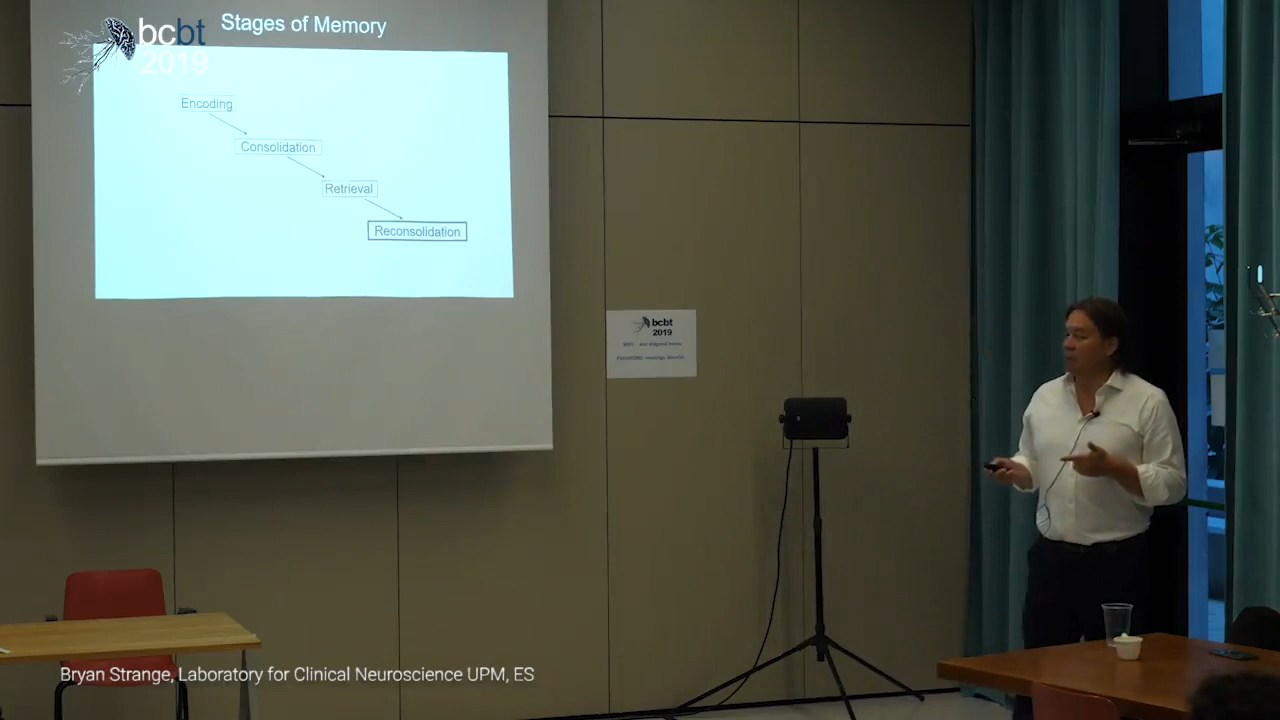 Stages of Memory
bcbt
2019
Encoding
Consolidation
Retrieval
Reconsolidation
bcbt
2019
Bryan Strange, Laboratory for Clinical Neuroscience UPM, ES